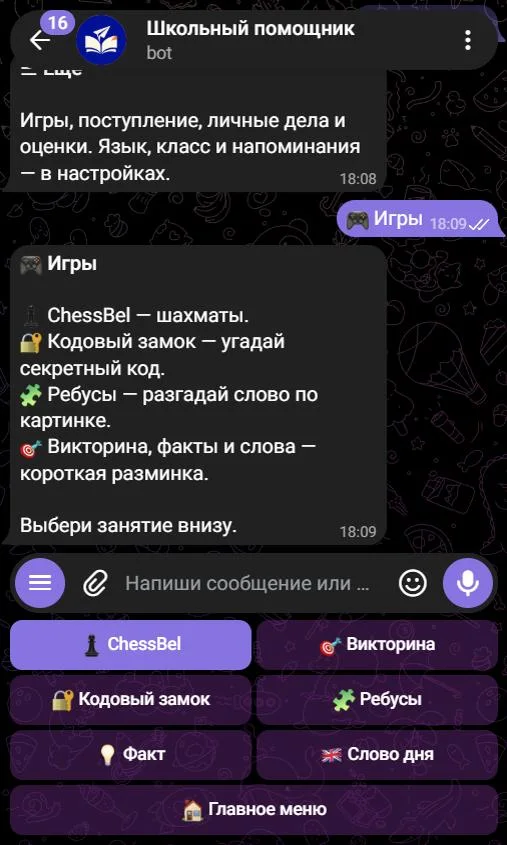 16
Школьный помощник
bot
Еще
Игры, поступление, личные дела и
оценки. Язык, класс и напоминания
— в настройках.
18:08
🎮 Игры 18:09
🎮 Игры
♟ ChessBel — шахматы.
🔐 Кодовый замок — угадай
секретный код.
🧩 Ребусы — разгадай слово по
картинке.
🎯 Викторина, факты и слова —
короткая разминка.
Выбери занятие внизу.
18:09
Напиши сообщение или ...
♟ ChessBel
🎯 Викторина
🔐 Кодовый замок
🧩 Ребусы
💡 Факт
🇬🇧 Слово дня
🏠 Главное меню